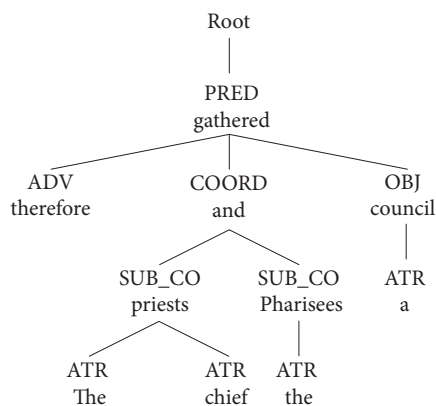 Root
PRED
gathered
ADV COORD OBJ
therefore and council
SUB_CO SUB_CO ATR
priests Pharisees a
ATR ATR ATR
The chief the